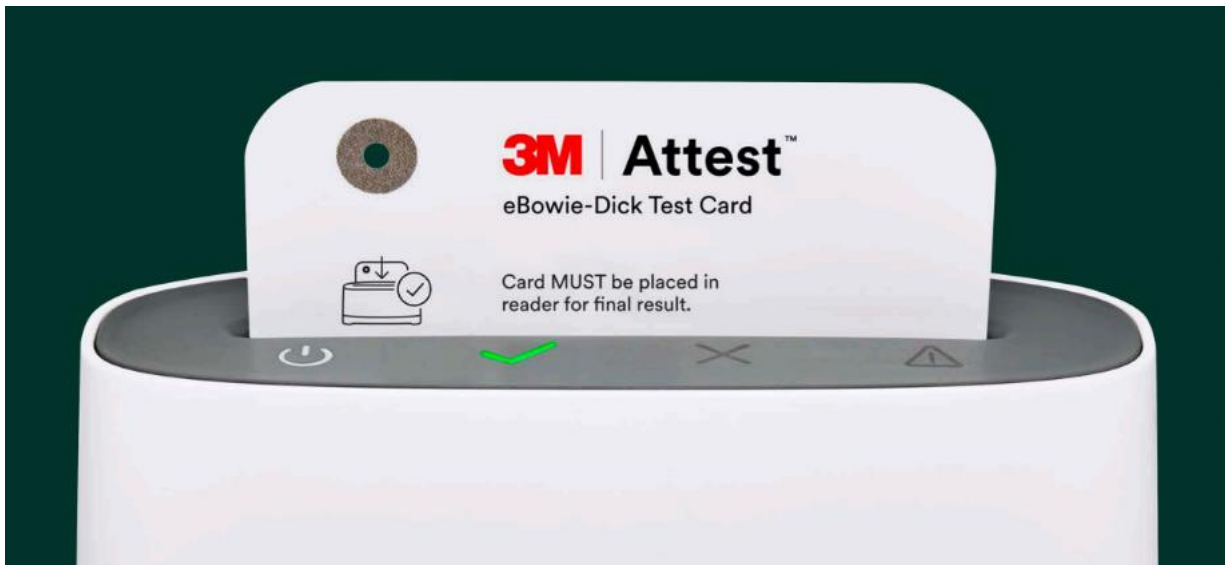 3M | Attest™
eBowie-Dick Test Card
Card MUST be placed in
reader for final result.